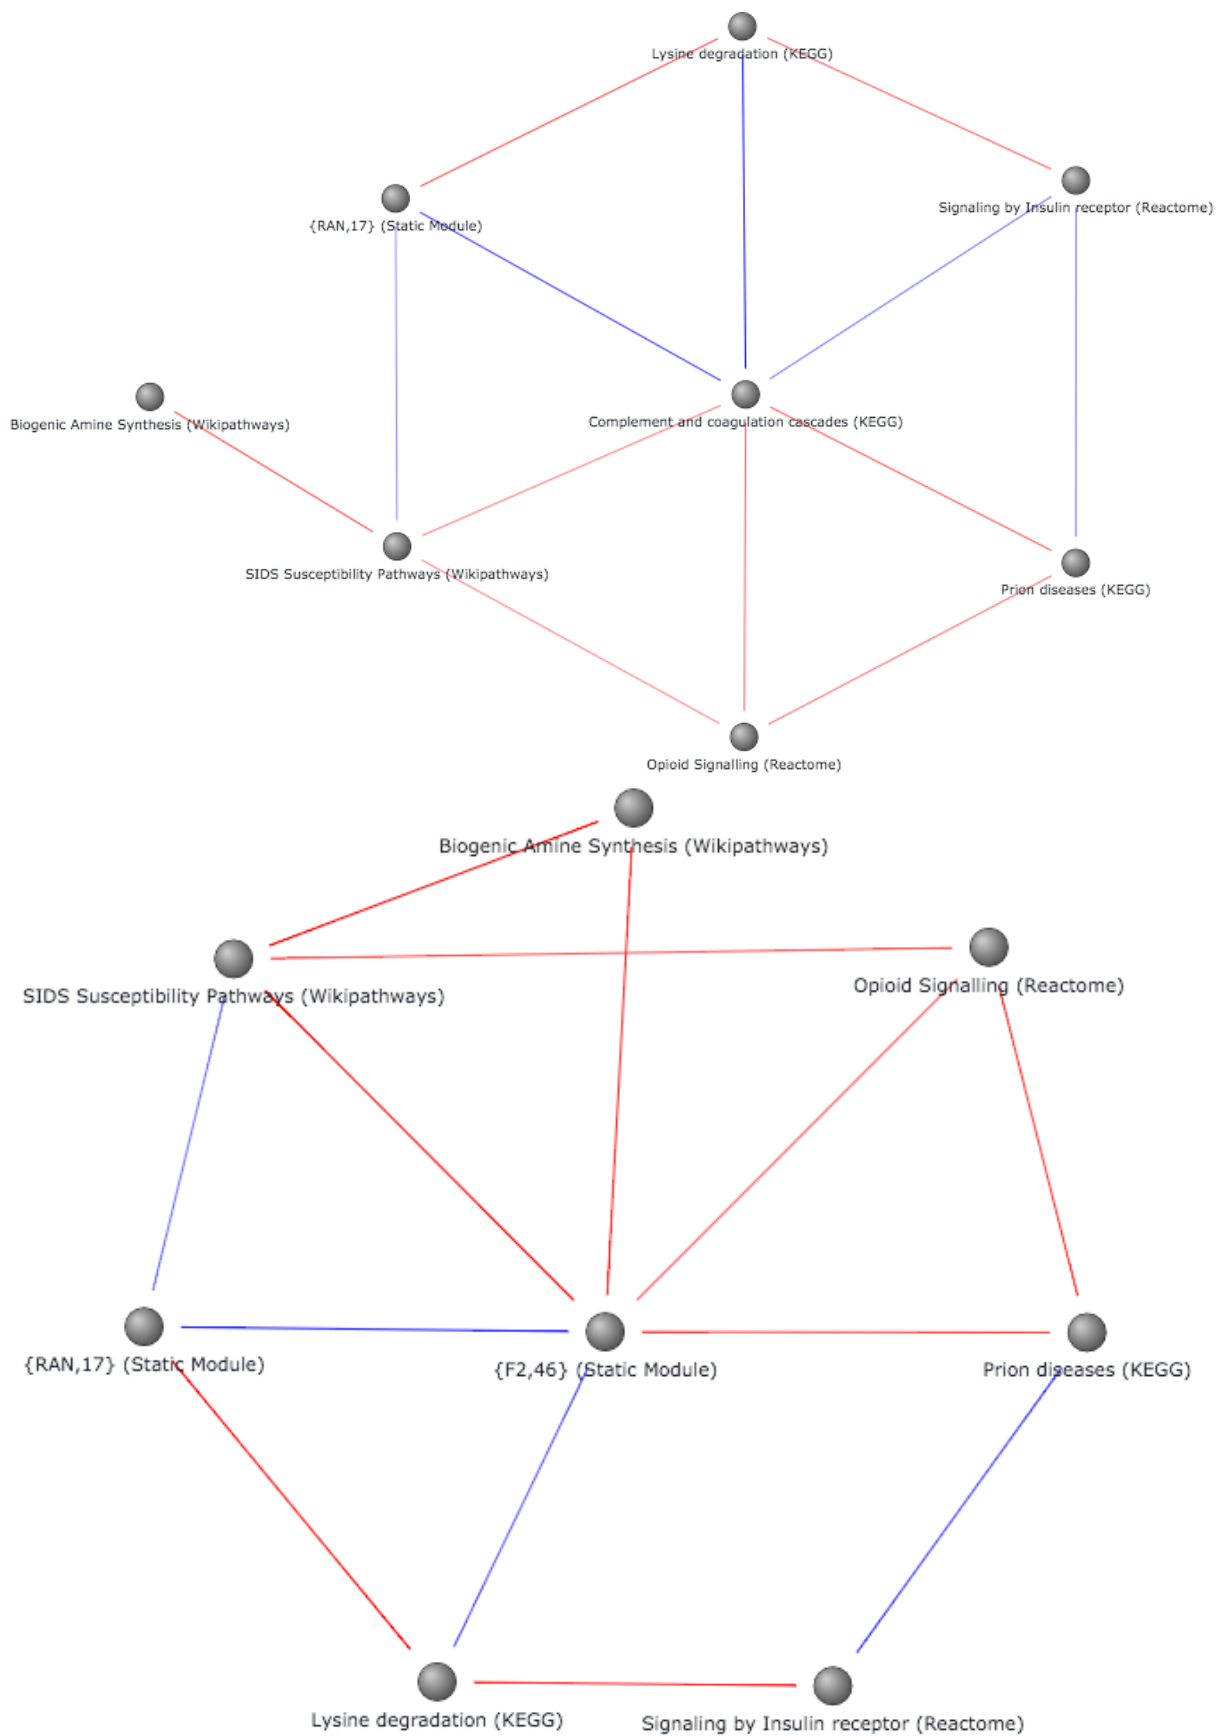 Lysine degradation (KEGG)
Signaling by Insulin receptor (Reactome)
{RAN,17} (Static Module)
Biogenic Amine Synthesis (Wikipathways)
Complement and coagulation cascades (KEGG)
SIDS Susceptibility Pathways (Wikipathways)
Prion diseases (KEGG)
Opioid Signalling (Reactome)
Biogenic Amine Synthesis (Wikipathways)
SIDS Susceptibility Pathways (Wikipathways)
Opioid Signalling (Reactome)
{RAN,17} (Static Module)
{F2,46} (Static Module)
Prion diseases (KEGG)
Lysine degradation (KEGG)
Signaling by Insulin receptor (Reactome)